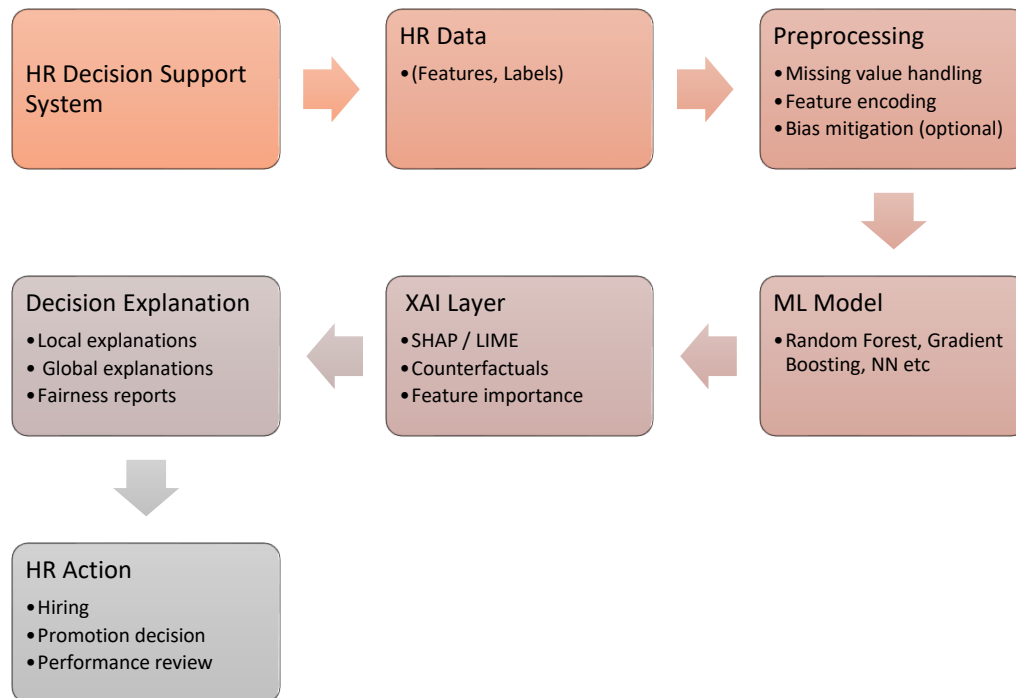 HR Decision Support
System
HR Data
•(Features, Labels)
Preprocessing
•Missing value handling
•Feature encoding
•Bias mitigation (optional)
ML Model
•Random Forest, Gradient
Boosting, NN etc
XAI Layer
•SHAP / LIME
•Counterfactuals
•Feature importance
Decision Explanation
•Local explanations
• Global explanations
•Fairness reports
HR Action
•Hiring
•Promotion decision
•Performance review